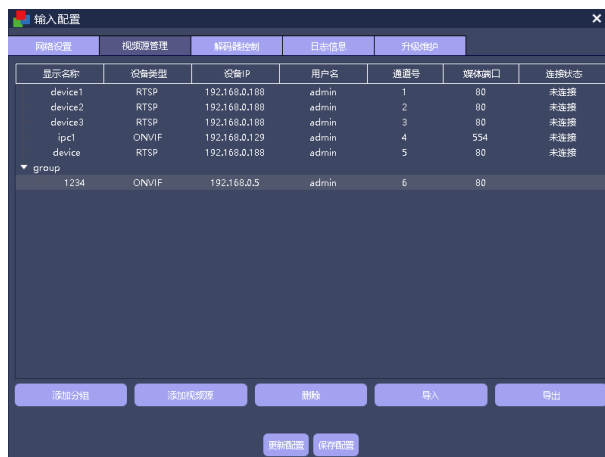 输入配置
网络设置 视频源管理 解码器控制 日志信息 升级维护
显示名称 设备类型 设备IP 用户名 通道号 媒体端口 连接状态
device1 RTSP 192.168.0.188 admin 1 80 未连接
device2 RTSP 192.168.0.188 admin 2 80 未连接
device3 RTSP 192.168.0.188 admin 3 80 未连接
ipc1 ONVIF 192.168.0.129 admin 4 554 未连接
device RTSP 192.168.0.188 admin 5 80 未连接
group
1234 ONVIF 192.168.0.5 admin 6 80
添加分组 添加视频源 删除 导入 导出
更新配置 保存配置